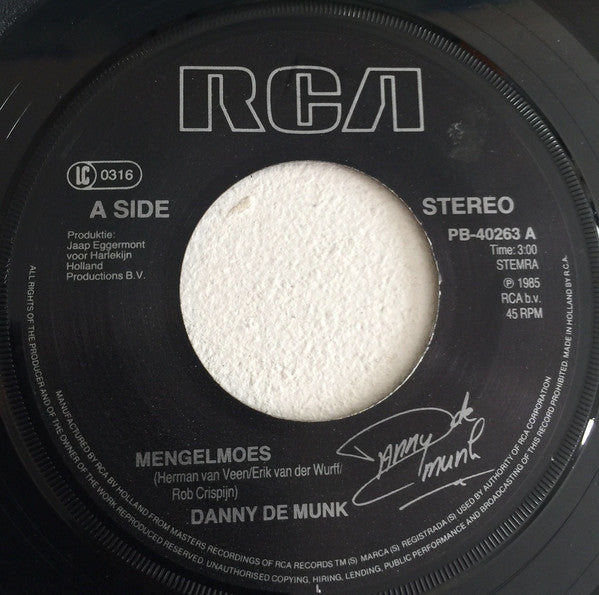 RCA
LC 0316
A SIDE
STEREO
Produktie:
Jaap Eggermont
voor Harlekijn
Holland
Productions B.V.
PB-40263 A
Time: 3:00
STEMRA
℗ 1985
RCA b.v.
45 RPM
MENGELMOES
(Herman van Veen/Erik van der Wurff/
Rob Crispijn)
DANNY DE MUNK
Danny de munk
ALL RIGHTS OF THE PRODUCER AND OF THE OWNER OF THE WORK REPRODUCED RESERVED. UNAUTHORISED COPYING, HIRING, LENDING, PUBLIC PERFORMANCE AND BROADCASTING OF THIS RECORD PROHIBITED. MADE IN HOLLAND BY R.C.A.
MANUFACTURED BY RCA BV HOLLAND FROM MASTERS RECORDINGS OF RCA RECORDS TM (S) MARCA (S) REGISTRADA (S) USED BY AUTHORITY OF RCA CORPORATION